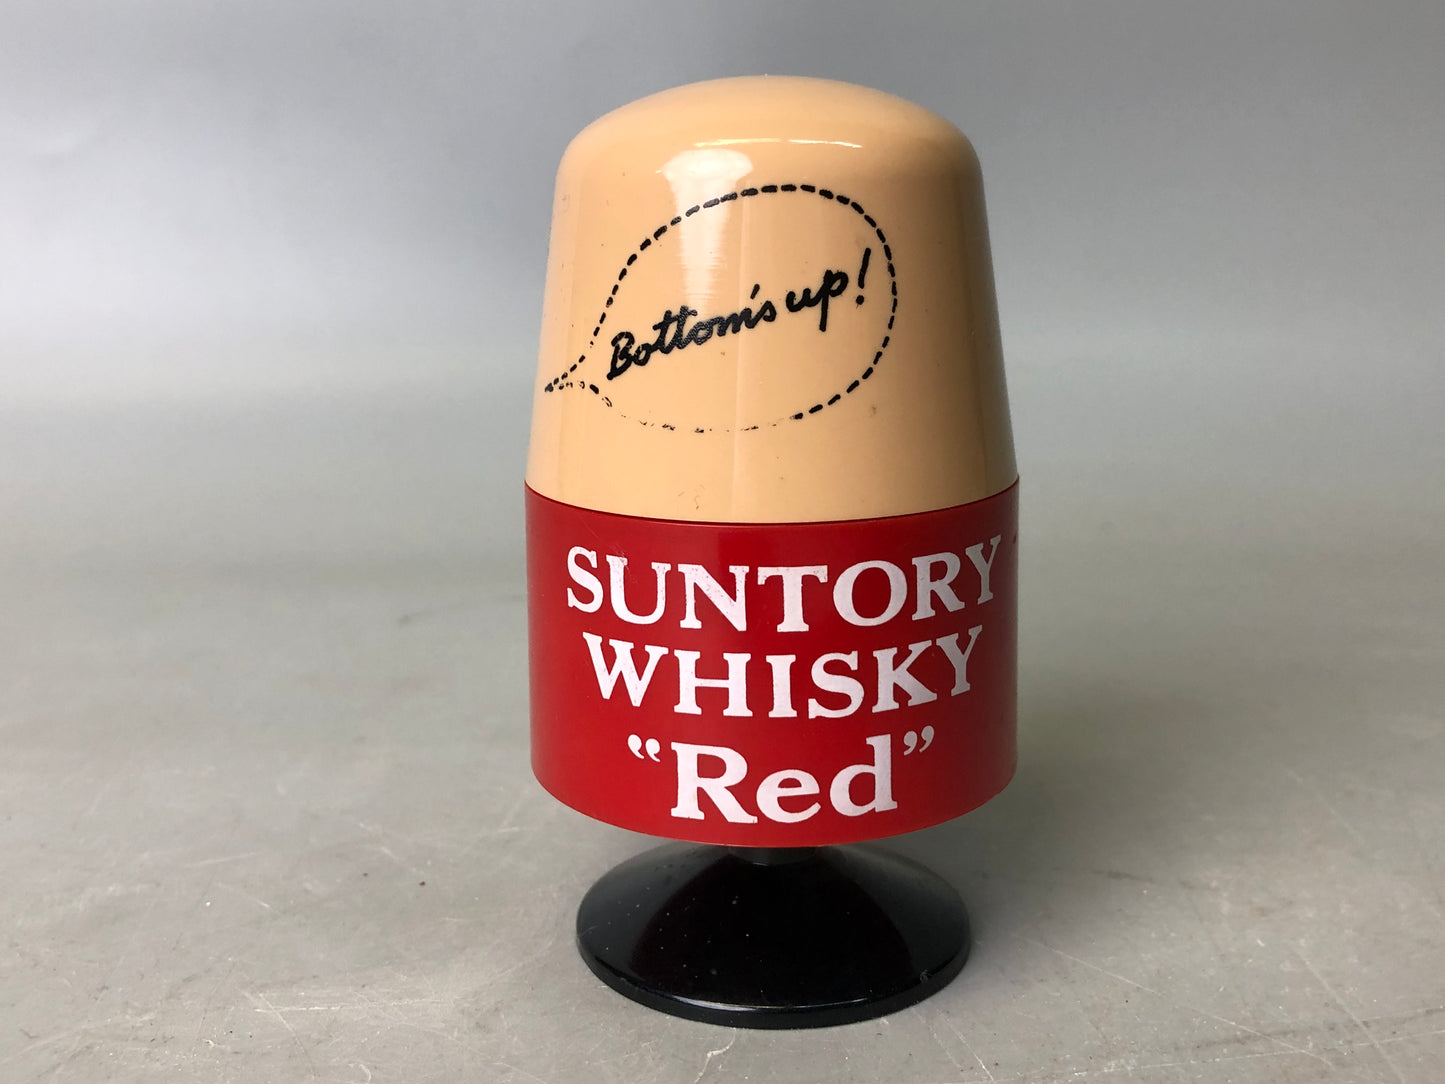 Bottom's up!
SUNTORY
WHISKY
“Red”